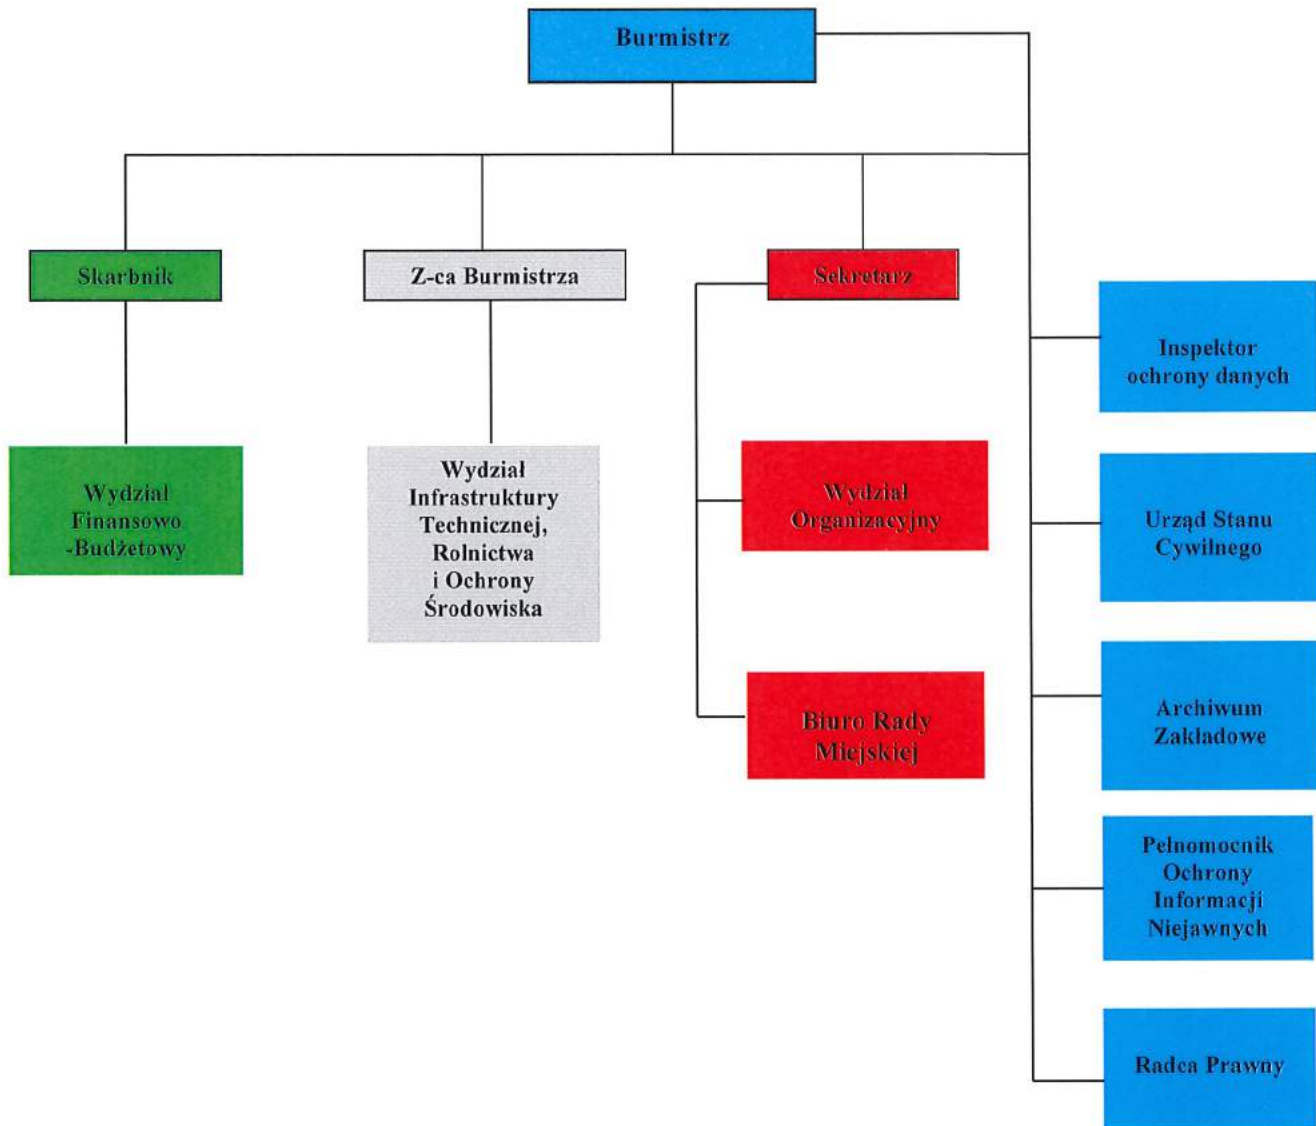 Burmistrz
Skarbnik
Z-ca Burmistrza
Sekretarz
Inspektor
ochrony danych
Wydział
Finansowo
-Budżetowy
Wydział
Infrastruktury
Technicznej,
Rolnictwa
i Ochrony
Środowiska
Wydział
Organizacyjny
Urząd Stanu
Cywilnego
Biuro Rady
Miejskiej
Archiwum
Zakładowe
Pełnomocnik
Ochrony
Informacji
Niejawnych
Radca Prawny